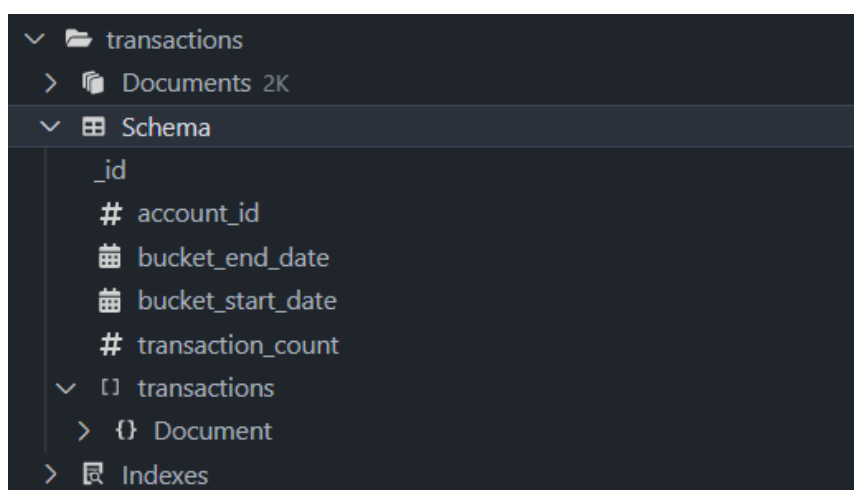 transactions
Documents 2K
Schema
_id
# account_id
bucket_end_date
bucket_start_date
# transaction_count
[] transactions
{} Document
Indexes